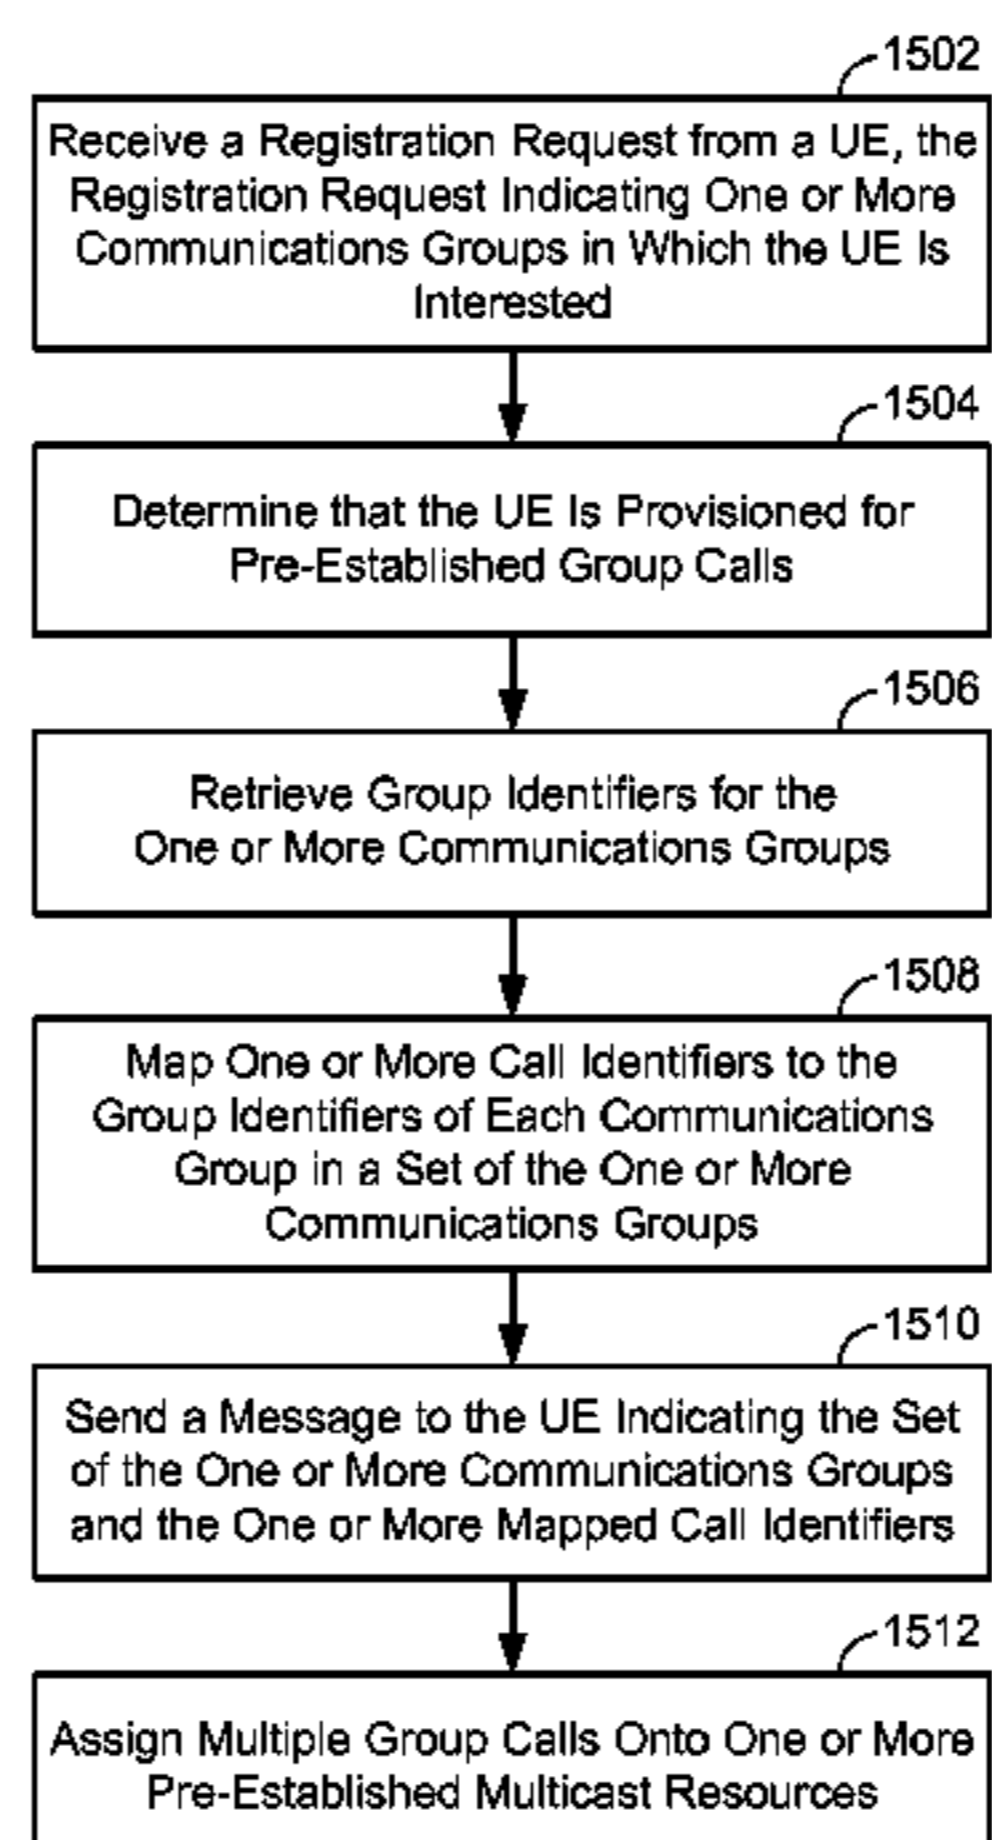 1502
Receive a Registration Request from a UE, the
Registration Request Indicating One or More
Communications Groups in Which the UE Is
Interested
1504
Determine that the UE Is Provisioned for
Pre-Established Group Calls
1506
Retrieve Group Identifiers for the
One or More Communications Groups
1508
Map One or More Call Identifiers to the
Group Identifiers of Each Communications
Group in a Set of the One or More
Communications Groups
1510
Send a Message to the UE Indicating the Set
of the One or More Communications Groups
and the One or More Mapped Call Identifiers
1512
Assign Multiple Group Calls Onto One or More
Pre-Established Multicast Resources